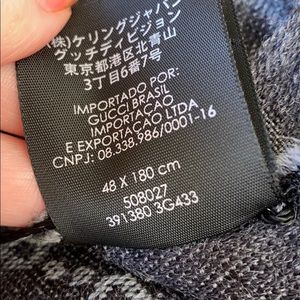 (株)ケリングジャパン
グッチディビジョン
東京都港区北青山
3丁目6番7号
IMPORTADO POR:
GUCCI BRASIL
IMPORTAÇÃO
E EXPORTAÇÃO LTDA
CNPJ: 08.338.986/0001-16
48 X 180 cm
508027
391380 3G433